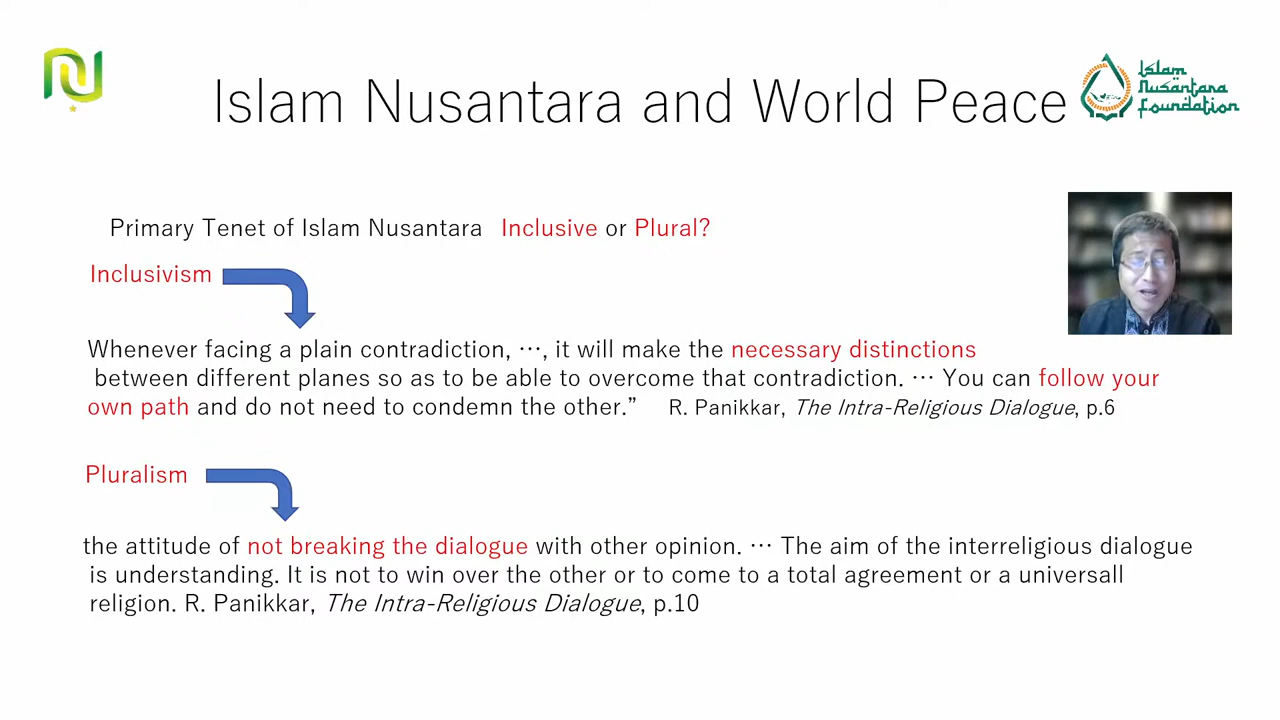 Islam Nusantara and World Peace
Islam
Nusantara
Foundation
Primary Tenet of Islam Nusantara Inclusive or Plural?
Inclusivism
Whenever facing a plain contradiction, …, it will make the necessary distinctions
between different planes so as to be able to overcome that contradiction. … You can follow your
own path and do not need to condemn the other.” R. Panikkar, The Intra-Religious Dialogue, p.6
Pluralism
the attitude of not breaking the dialogue with other opinion. … The aim of the interreligious dialogue
is understanding. It is not to win over the other or to come to a total agreement or a universall
religion. R. Panikkar, The Intra-Religious Dialogue, p.10